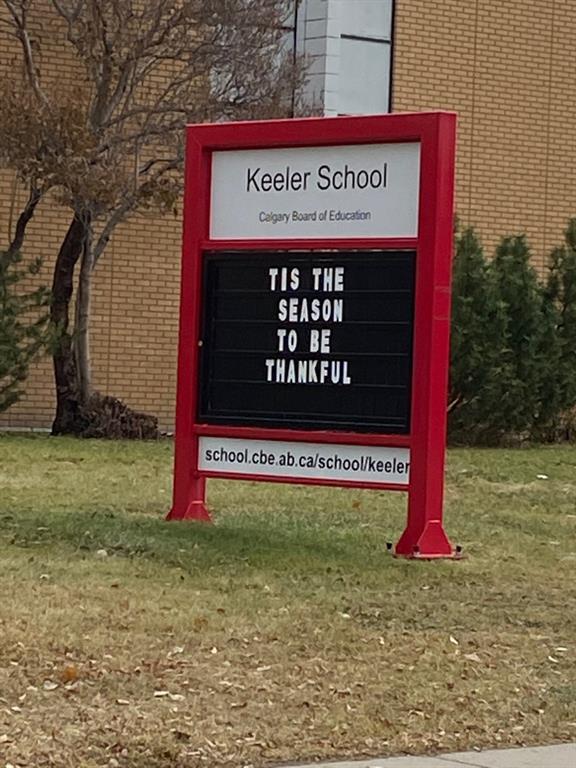 Keeler School
Calgary Board of Education
TIS THE
SEASON
TO BE
THANKFUL
school.cbe.ab.ca/school/keeler